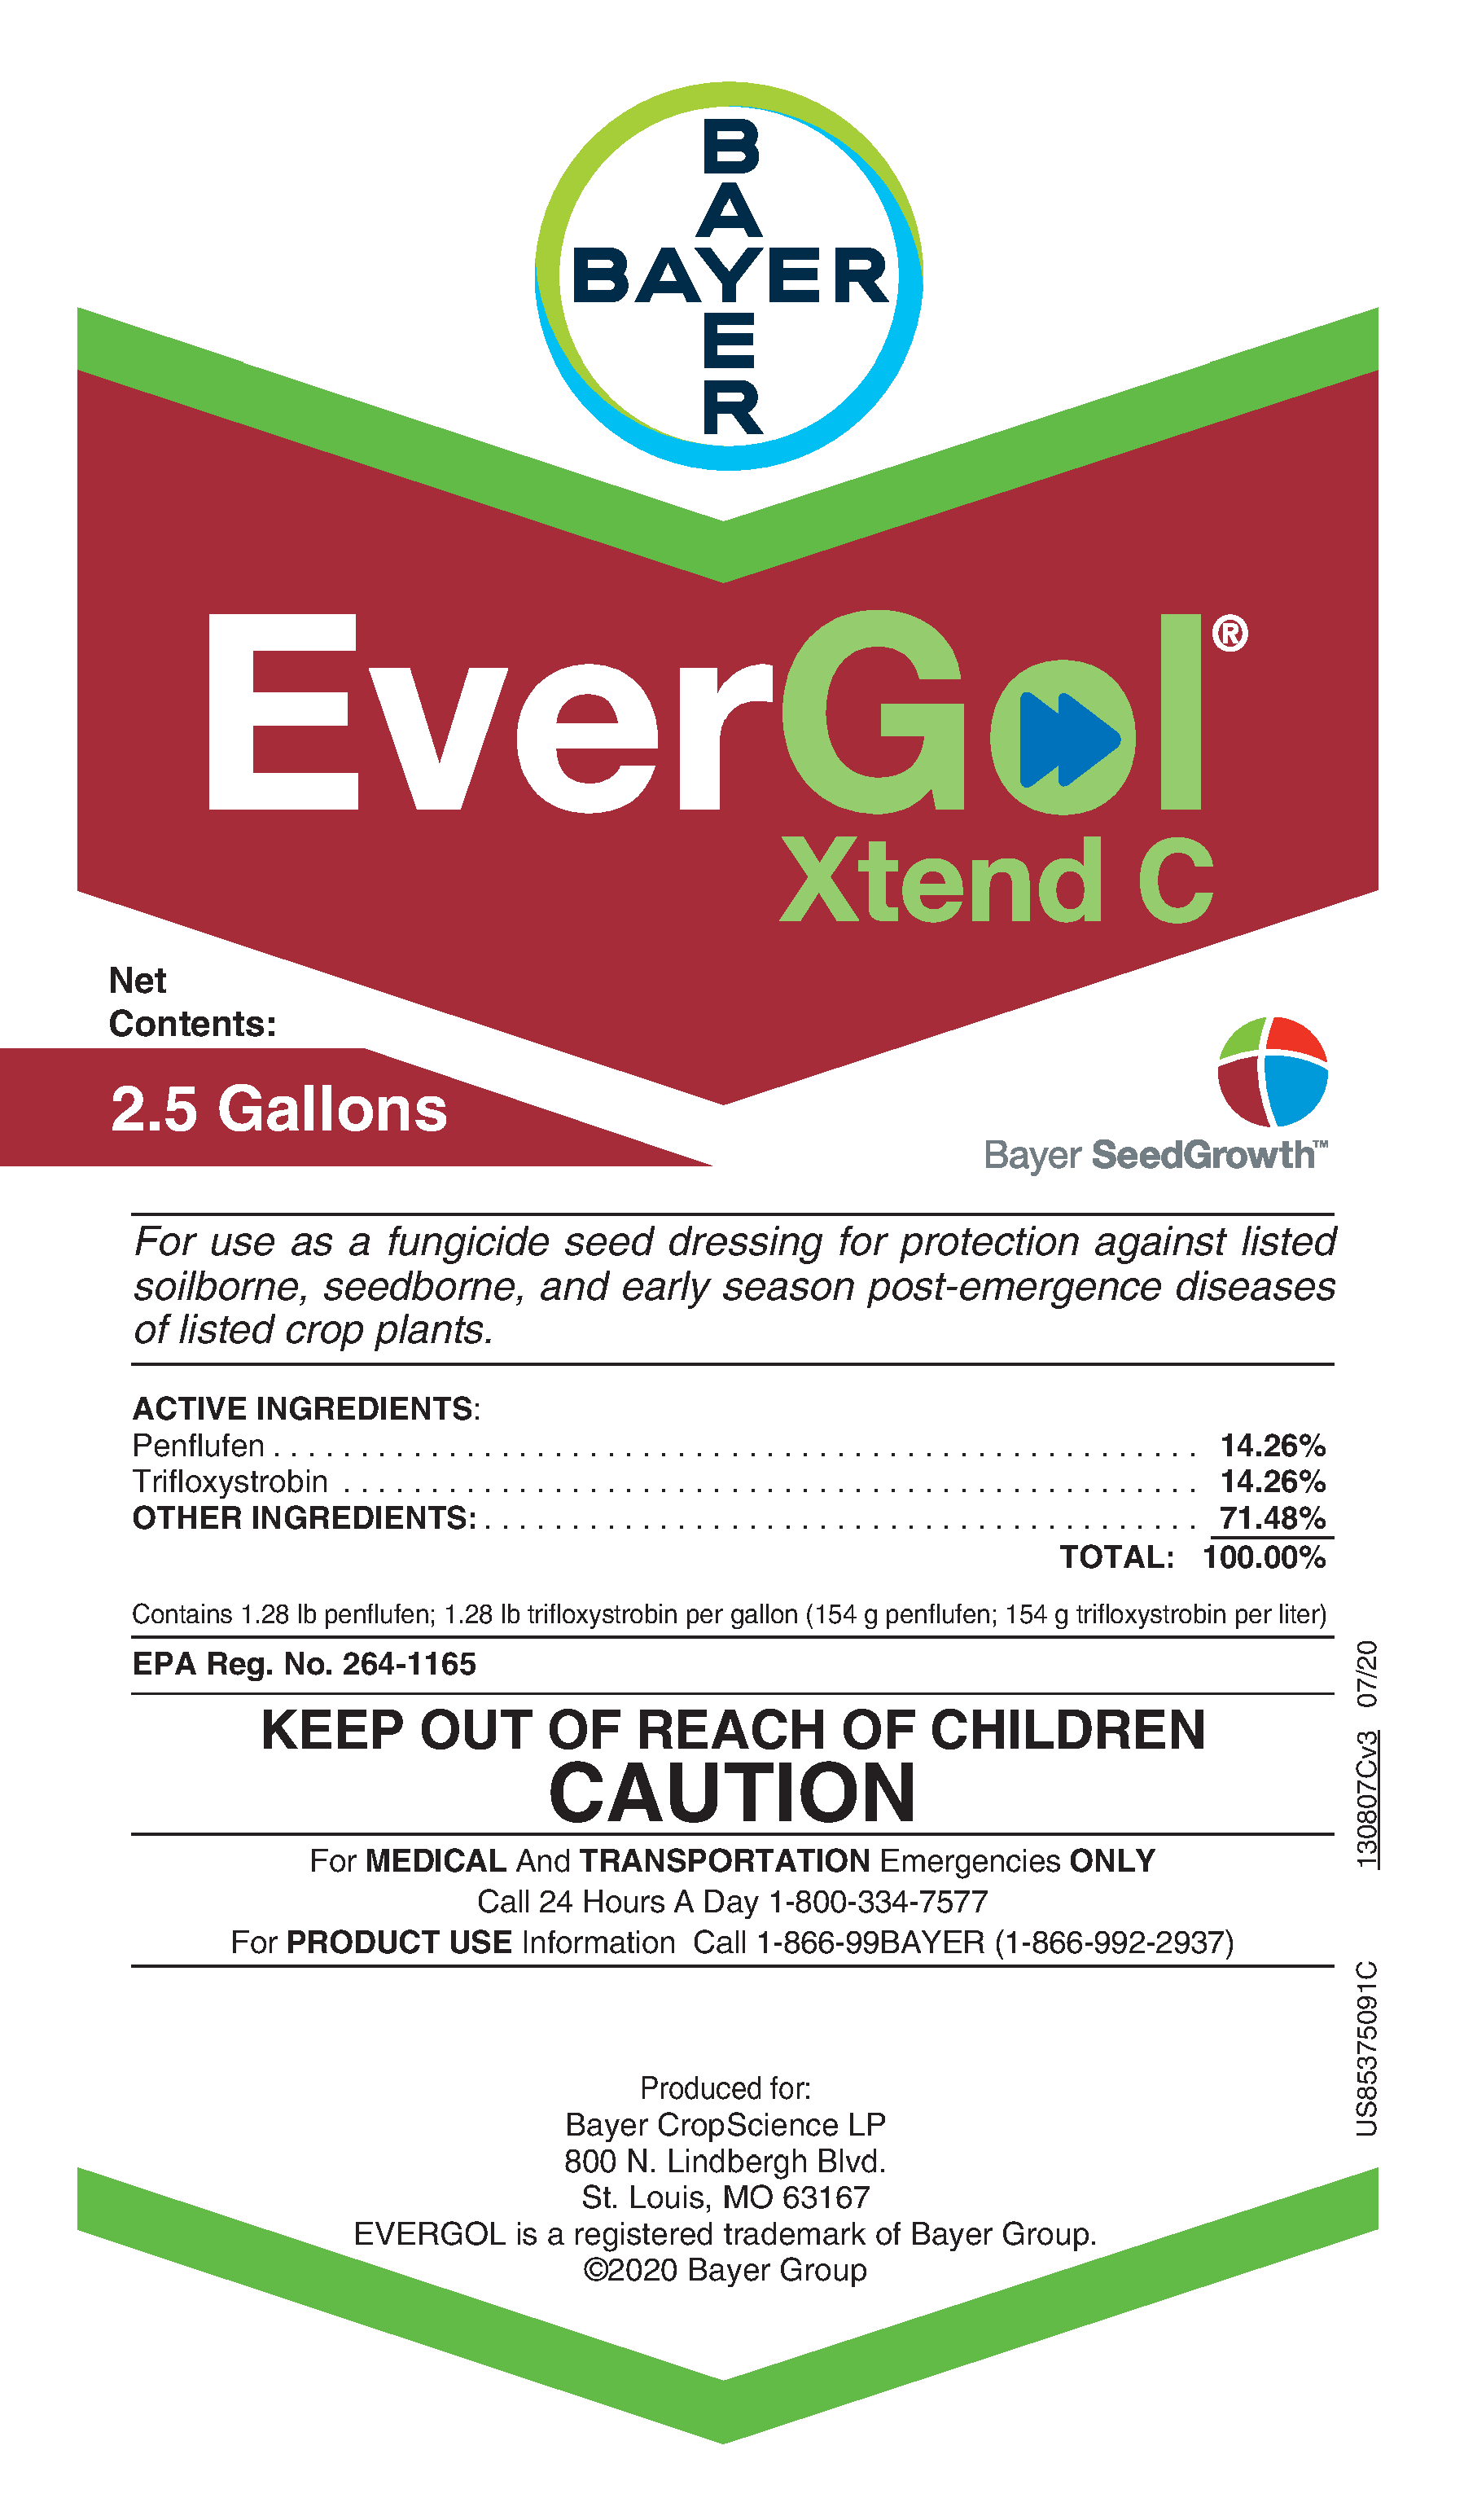 B
A
BAYER
E
R
EverGol®
Xtend C
Net
Contents:
2.5 Gallons
Bayer SeedGrowth™
For use as a fungicide seed dressing for protection against listed
soilborne, seedborne, and early season post-emergence diseases
of listed crop plants.
ACTIVE INGREDIENTS:
Penflufen . . . . . . . . . . . . . . . . . . . . . . . . . . . . . . . . . . . . . . . . . . . . . . . . . . . . . 14.26%
Trifloxystrobin . . . . . . . . . . . . . . . . . . . . . . . . . . . . . . . . . . . . . . . . . . . . . . . . . 14.26%
OTHER INGREDIENTS: . . . . . . . . . . . . . . . . . . . . . . . . . . . . . . . . . . . . . . . . . 71.48%
TOTAL: 100.00%
Contains 1.28 lb penflufen; 1.28 lb trifloxystrobin per gallon (154 g penflufen; 154 g trifloxystrobin per liter)
EPA Reg. No. 264-1165
KEEP OUT OF REACH OF CHILDREN
CAUTION
For MEDICAL And TRANSPORTATION Emergencies ONLY
Call 24 Hours A Day 1-800-334-7577
For PRODUCT USE Information Call 1-866-99BAYER (1-866-992-2937)
Produced for:
Bayer CropScience LP
800 N. Lindbergh Blvd.
St. Louis, MO 63167
EVERGOL is a registered trademark of Bayer Group.
©2020 Bayer Group
US85375091C 130807Cv3 07/20